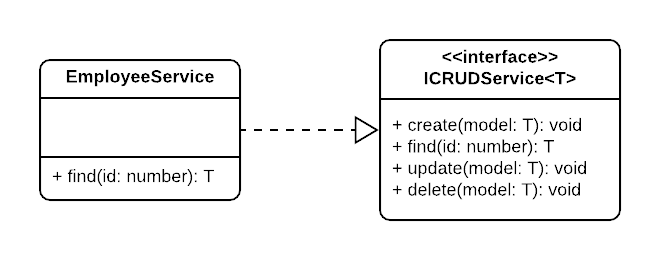 EmployeeService
+ find(id: number): T
<<interface>>
ICRUDService<T>
+ create(model: T): void
+ find(id: number): T
+ update(model: T): void
+ delete(model: T): void